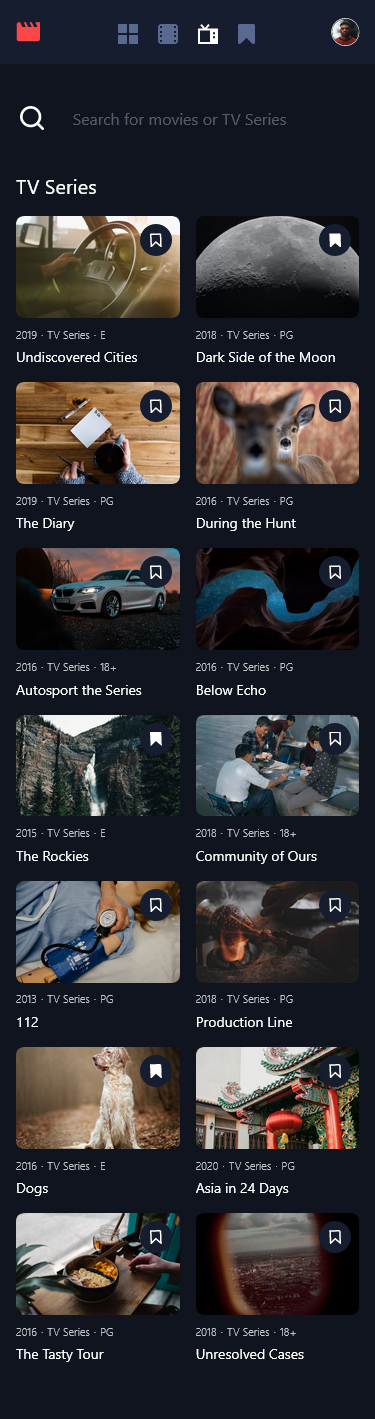 Search for movies or TV Series
TV Series
2019 · TV Series · E
Undiscovered Cities
2018 · TV Series · PG
Dark Side of the Moon
2019 · TV Series · PG
The Diary
2016 · TV Series · PG
During the Hunt
2016 · TV Series · 18+
Autosport the Series
2016 · TV Series · PG
Below Echo
2015 · TV Series · E
The Rockies
2018 · TV Series · 18+
Community of Ours
2013 · TV Series · PG
112
2018 · TV Series · PG
Production Line
2016 · TV Series · E
Dogs
2020 · TV Series · PG
Asia in 24 Days
2016 · TV Series · PG
The Tasty Tour
2018 · TV Series · 18+
Unresolved Cases